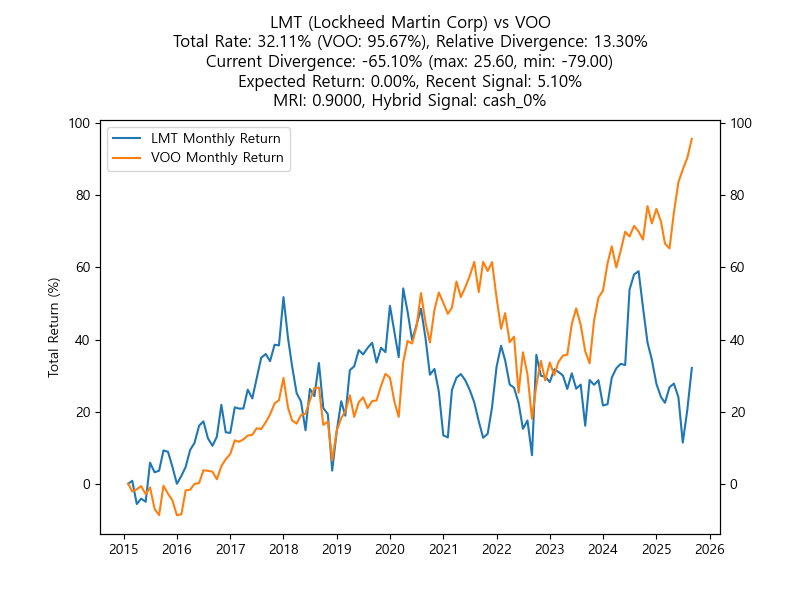 LMT (Lockheed Martin Corp) vs VOO
Total Rate: 32.11% (VOO: 95.67%), Relative Divergence: 13.30%
Current Divergence: -65.10% (max: 25.60, min: -79.00)
Expected Return: 0.00%, Recent Signal: 5.10%
MRI: 0.9000, Hybrid Signal: cash_0%
LMT Monthly Return
VOO Monthly Return
Total Return (%)
100
80
60
40
20
0
100
80
60
40
20
0
2015 2016 2017 2018 2019 2020 2021 2022 2023 2024 2025 2026